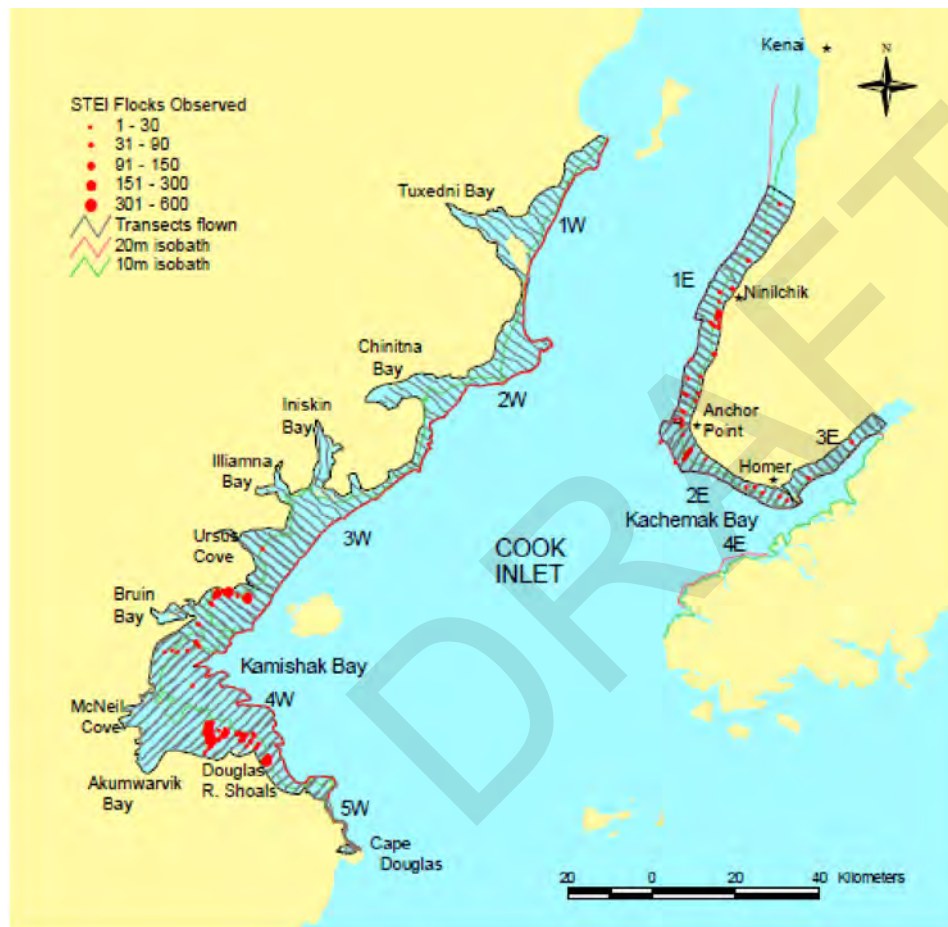 Kenai
N
STEI Flocks Observed
1 - 30
31 - 90
91 - 150
151 - 300
301 - 600
Transects flown
20m isobath
10m isobath
Tuxedni Bay
1W
1E
Ninilchik
Chinitna
Bay
2W
Iniskin
Bay
Anchor
Point
3E
Illiamna
Bay
Homer
2E
Kachemak Bay
4E
Ursus
Cove
3W
COOK
INLET
Bruin
Bay
Kamishak Bay
4W
McNeil
Cove
Akumwarvik
Bay
Douglas
R. Shoals
5W
Cape
Douglas
20 0 20 40 Kilometers
DRAFT